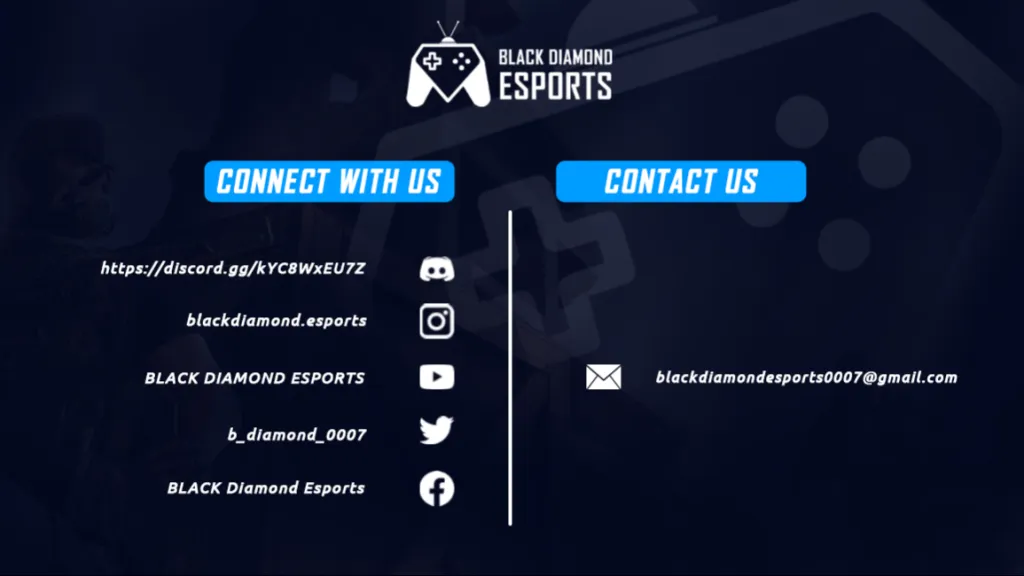 BLACK DIAMOND
ESPORTS
CONNECT WITH US
https://discord.gg/kYC8WxEU7Z
blackdiamond.esports
BLACK DIAMOND ESPORTS
b_diamond_0007
BLACK Diamond Esports
CONTACT US
blackdiamondesports0007@gmail.com